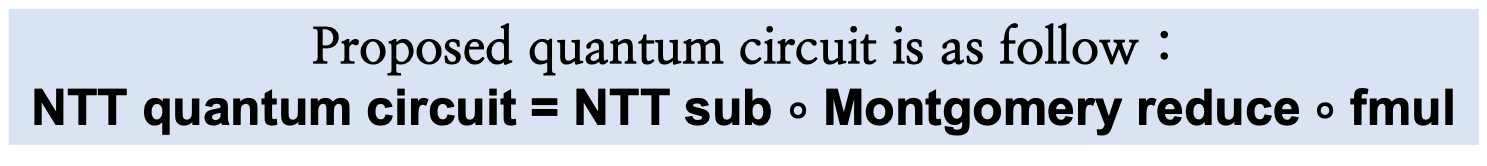 Proposed quantum circuit is as follow :
NTT quantum circuit = NTT sub ∘ Montgomery reduce ∘ fmul